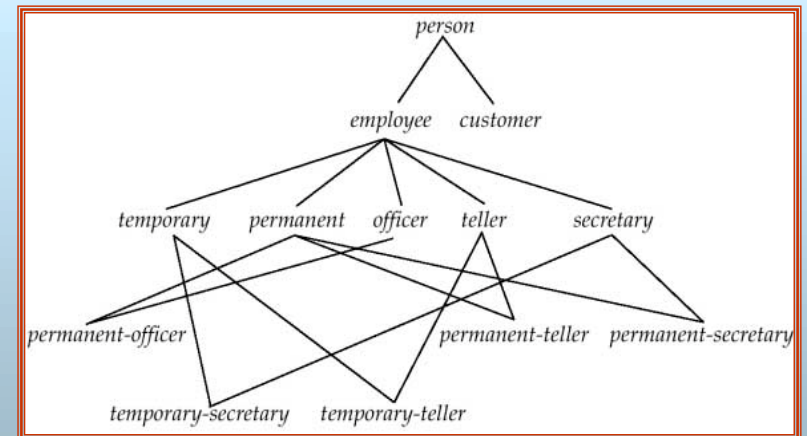 person
employee customer
temporary permanent officer teller secretary
permanent-officer permanent-teller permanent-secretary
temporary-secretary temporary-teller